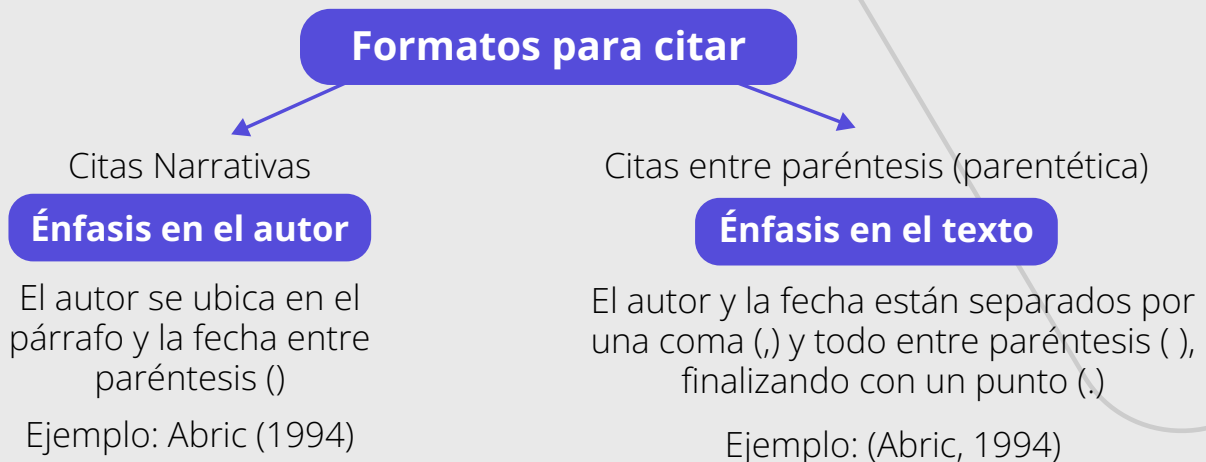 Formatos para citar
Citas Narrativas
Énfasis en el autor
El autor se ubica en el
párrafo y la fecha entre
paréntesis ()
Ejemplo: Abric (1994)
Citas entre paréntesis (parentética)
Énfasis en el texto
El autor y la fecha están separados por
una coma (,) y todo entre paréntesis ( ),
finalizando con un punto (.)
Ejemplo: (Abric, 1994)